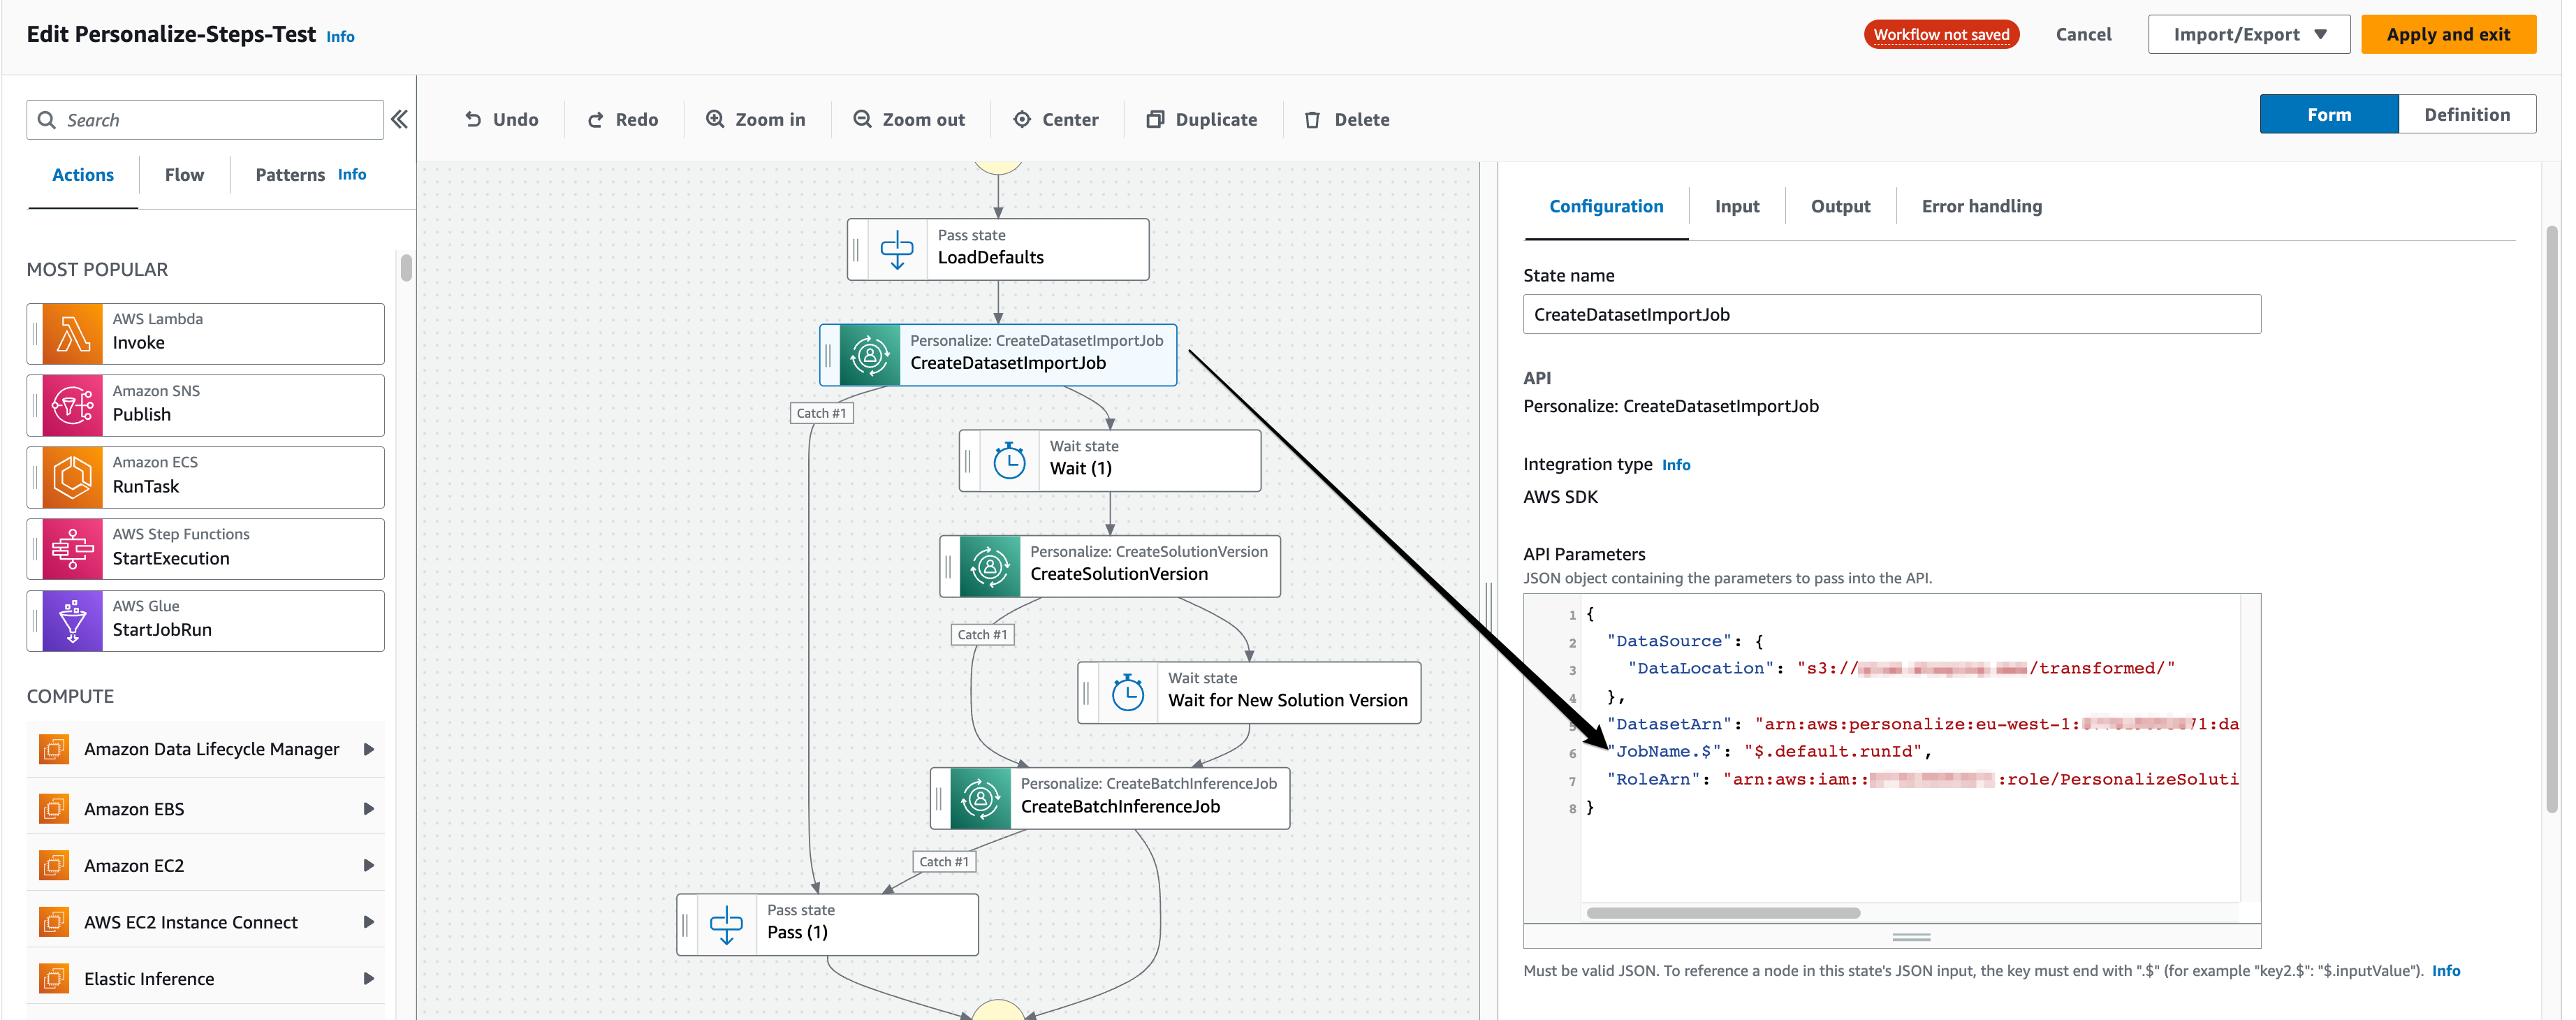 Edit Personalize-Steps-Test Info
Workflow not saved Cancel Import/Export Apply and exit
Search
Undo Redo Zoom in Zoom out Center Duplicate Delete
Form Definition
Actions Flow Patterns Info
MOST POPULAR
AWS Lambda
Invoke
Amazon SNS
Publish
Amazon ECS
RunTask
AWS Step Functions
StartExecution
AWS Glue
StartJobRun
COMPUTE
Amazon Data Lifecycle Manager
Amazon EBS
Amazon EC2
AWS EC2 Instance Connect
Elastic Inference
Pass state
LoadDefaults
Personalize: CreateDatasetImportJob
CreateDatasetImportJob
Catch #1
Wait state
Wait (1)
Personalize: CreateSolutionVersion
CreateSolutionVersion
Catch #1
Wait state
Wait for New Solution Version
Personalize: CreateBatchInferenceJob
CreateBatchInferenceJob
Catch #1
Pass state
Pass (1)
Configuration Input Output Error handling
State name
CreateDatasetImportJob
API
Personalize: CreateDatasetImportJob
Integration type Info
AWS SDK
API Parameters
JSON object containing the parameters to pass into the API.
1 {
2 "DataSource": {
3 "DataLocation": "s3:// /transformed/"
4 },
5 "DatasetArn": "arn:aws:personalize:eu-west-1: 71:da
6 "JobName.$": "$.default.runId",
7 "RoleArn": "arn:aws:iam:: :role/PersonalizeSoluti
8 }
Must be valid JSON. To reference a node in this state's JSON input, the key must end with ".$" (for example "key2.$": "$.inputValue"). Info